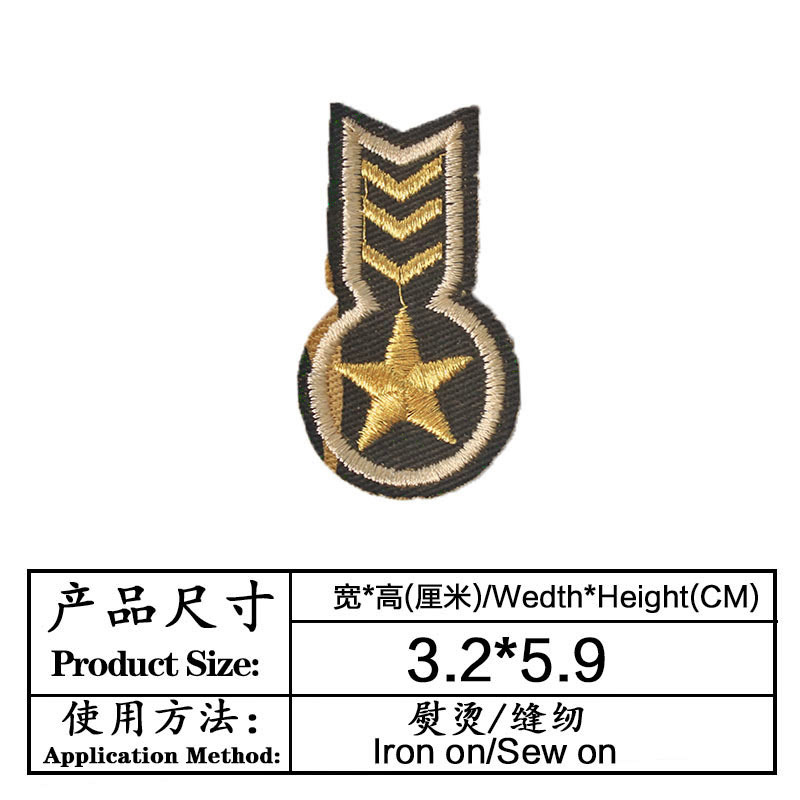 产品尺寸
Product Size:
宽*高(厘米)/Wedth*Height(CM)
3.2*5.9
使用方法:
Application Method:
熨烫/缝纫
Iron on/Sew on